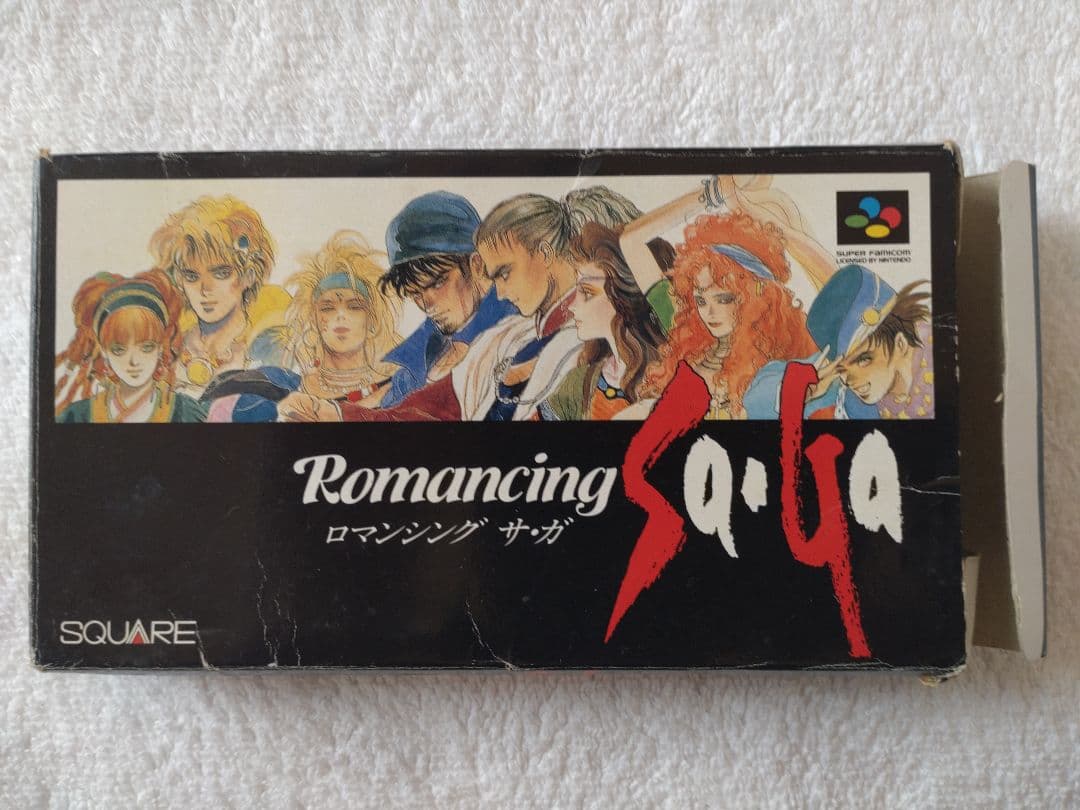 SUPER FAMICOM
LICENSED BY NINTENDO
Romancing Sa·Ga
ロマンシング サ・ガ
SQUARE